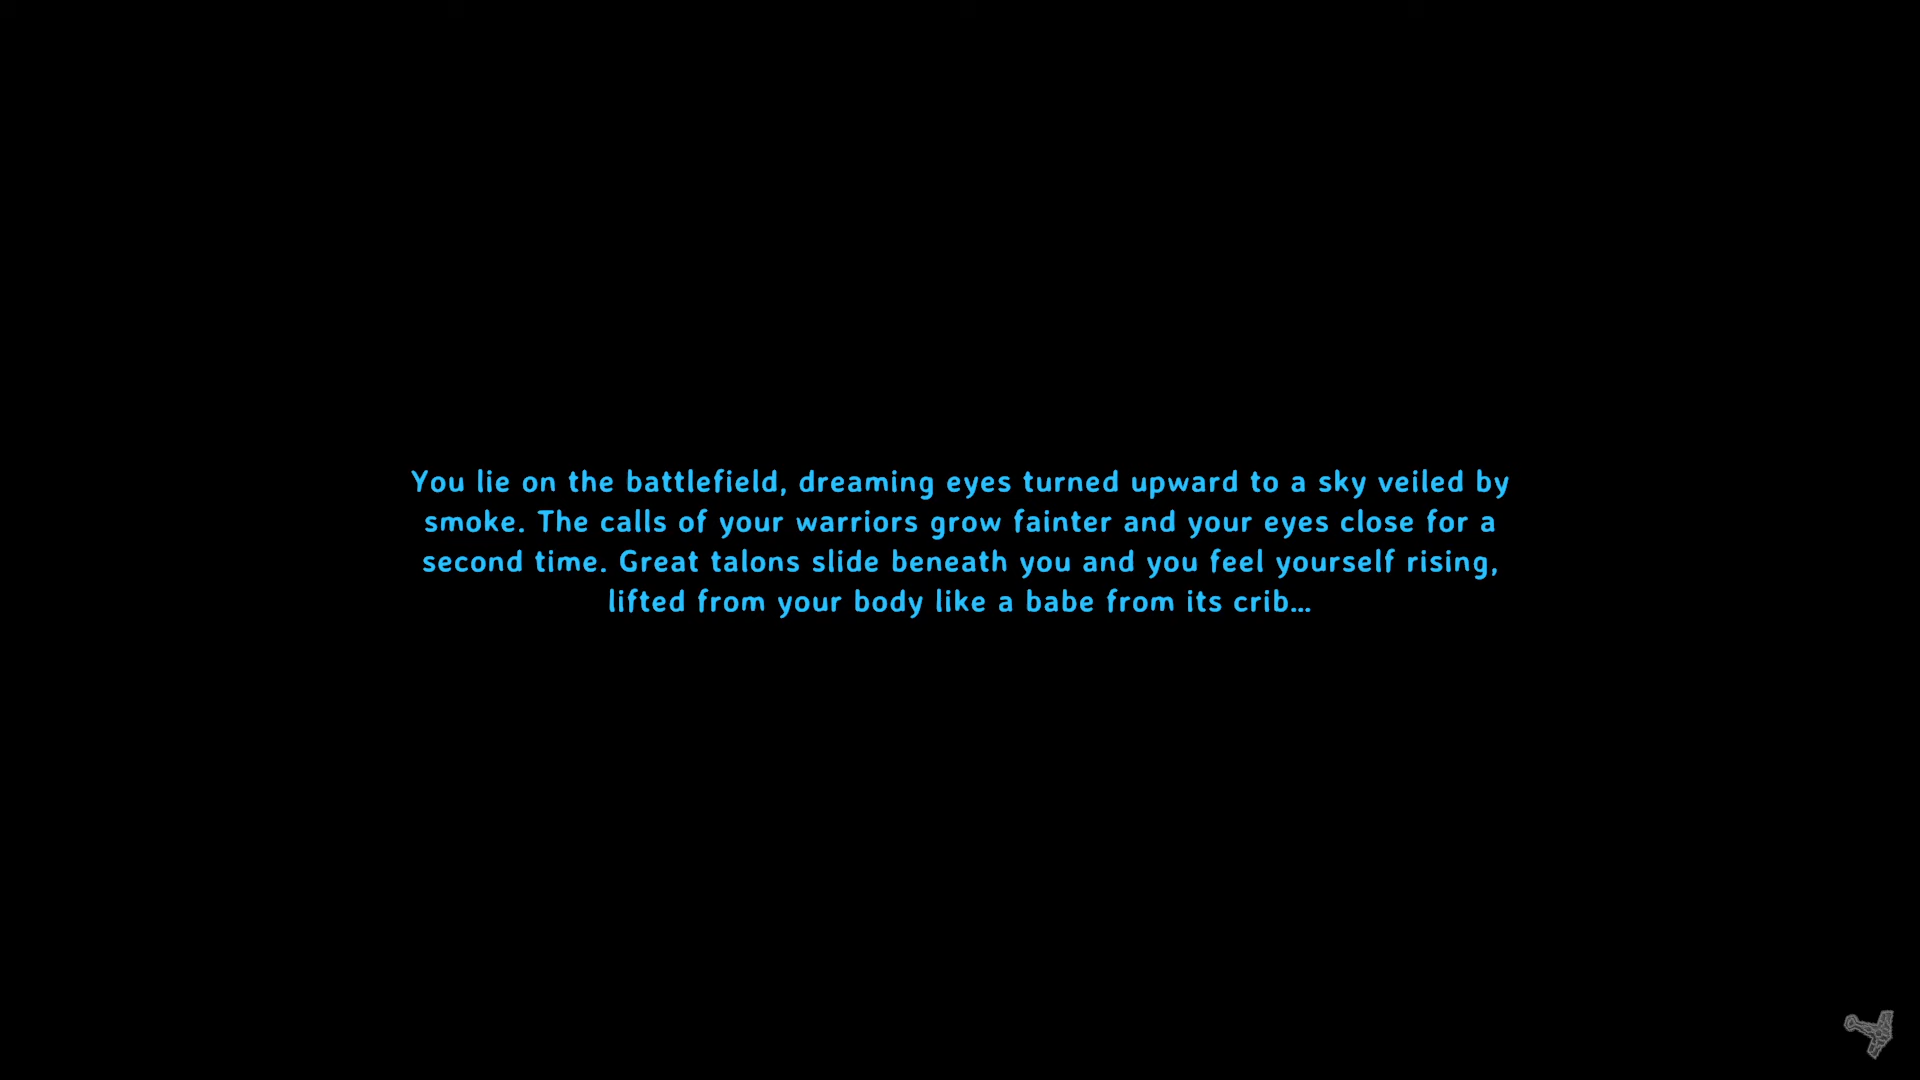 You lie on the battlefield, dreaming eyes turned upward to a sky veiled by
smoke. The calls of your warriors grow fainter and your eyes close for a
second time. Great talons slide beneath you and you feel yourself rising,
lifted from your body like a babe from its crib...